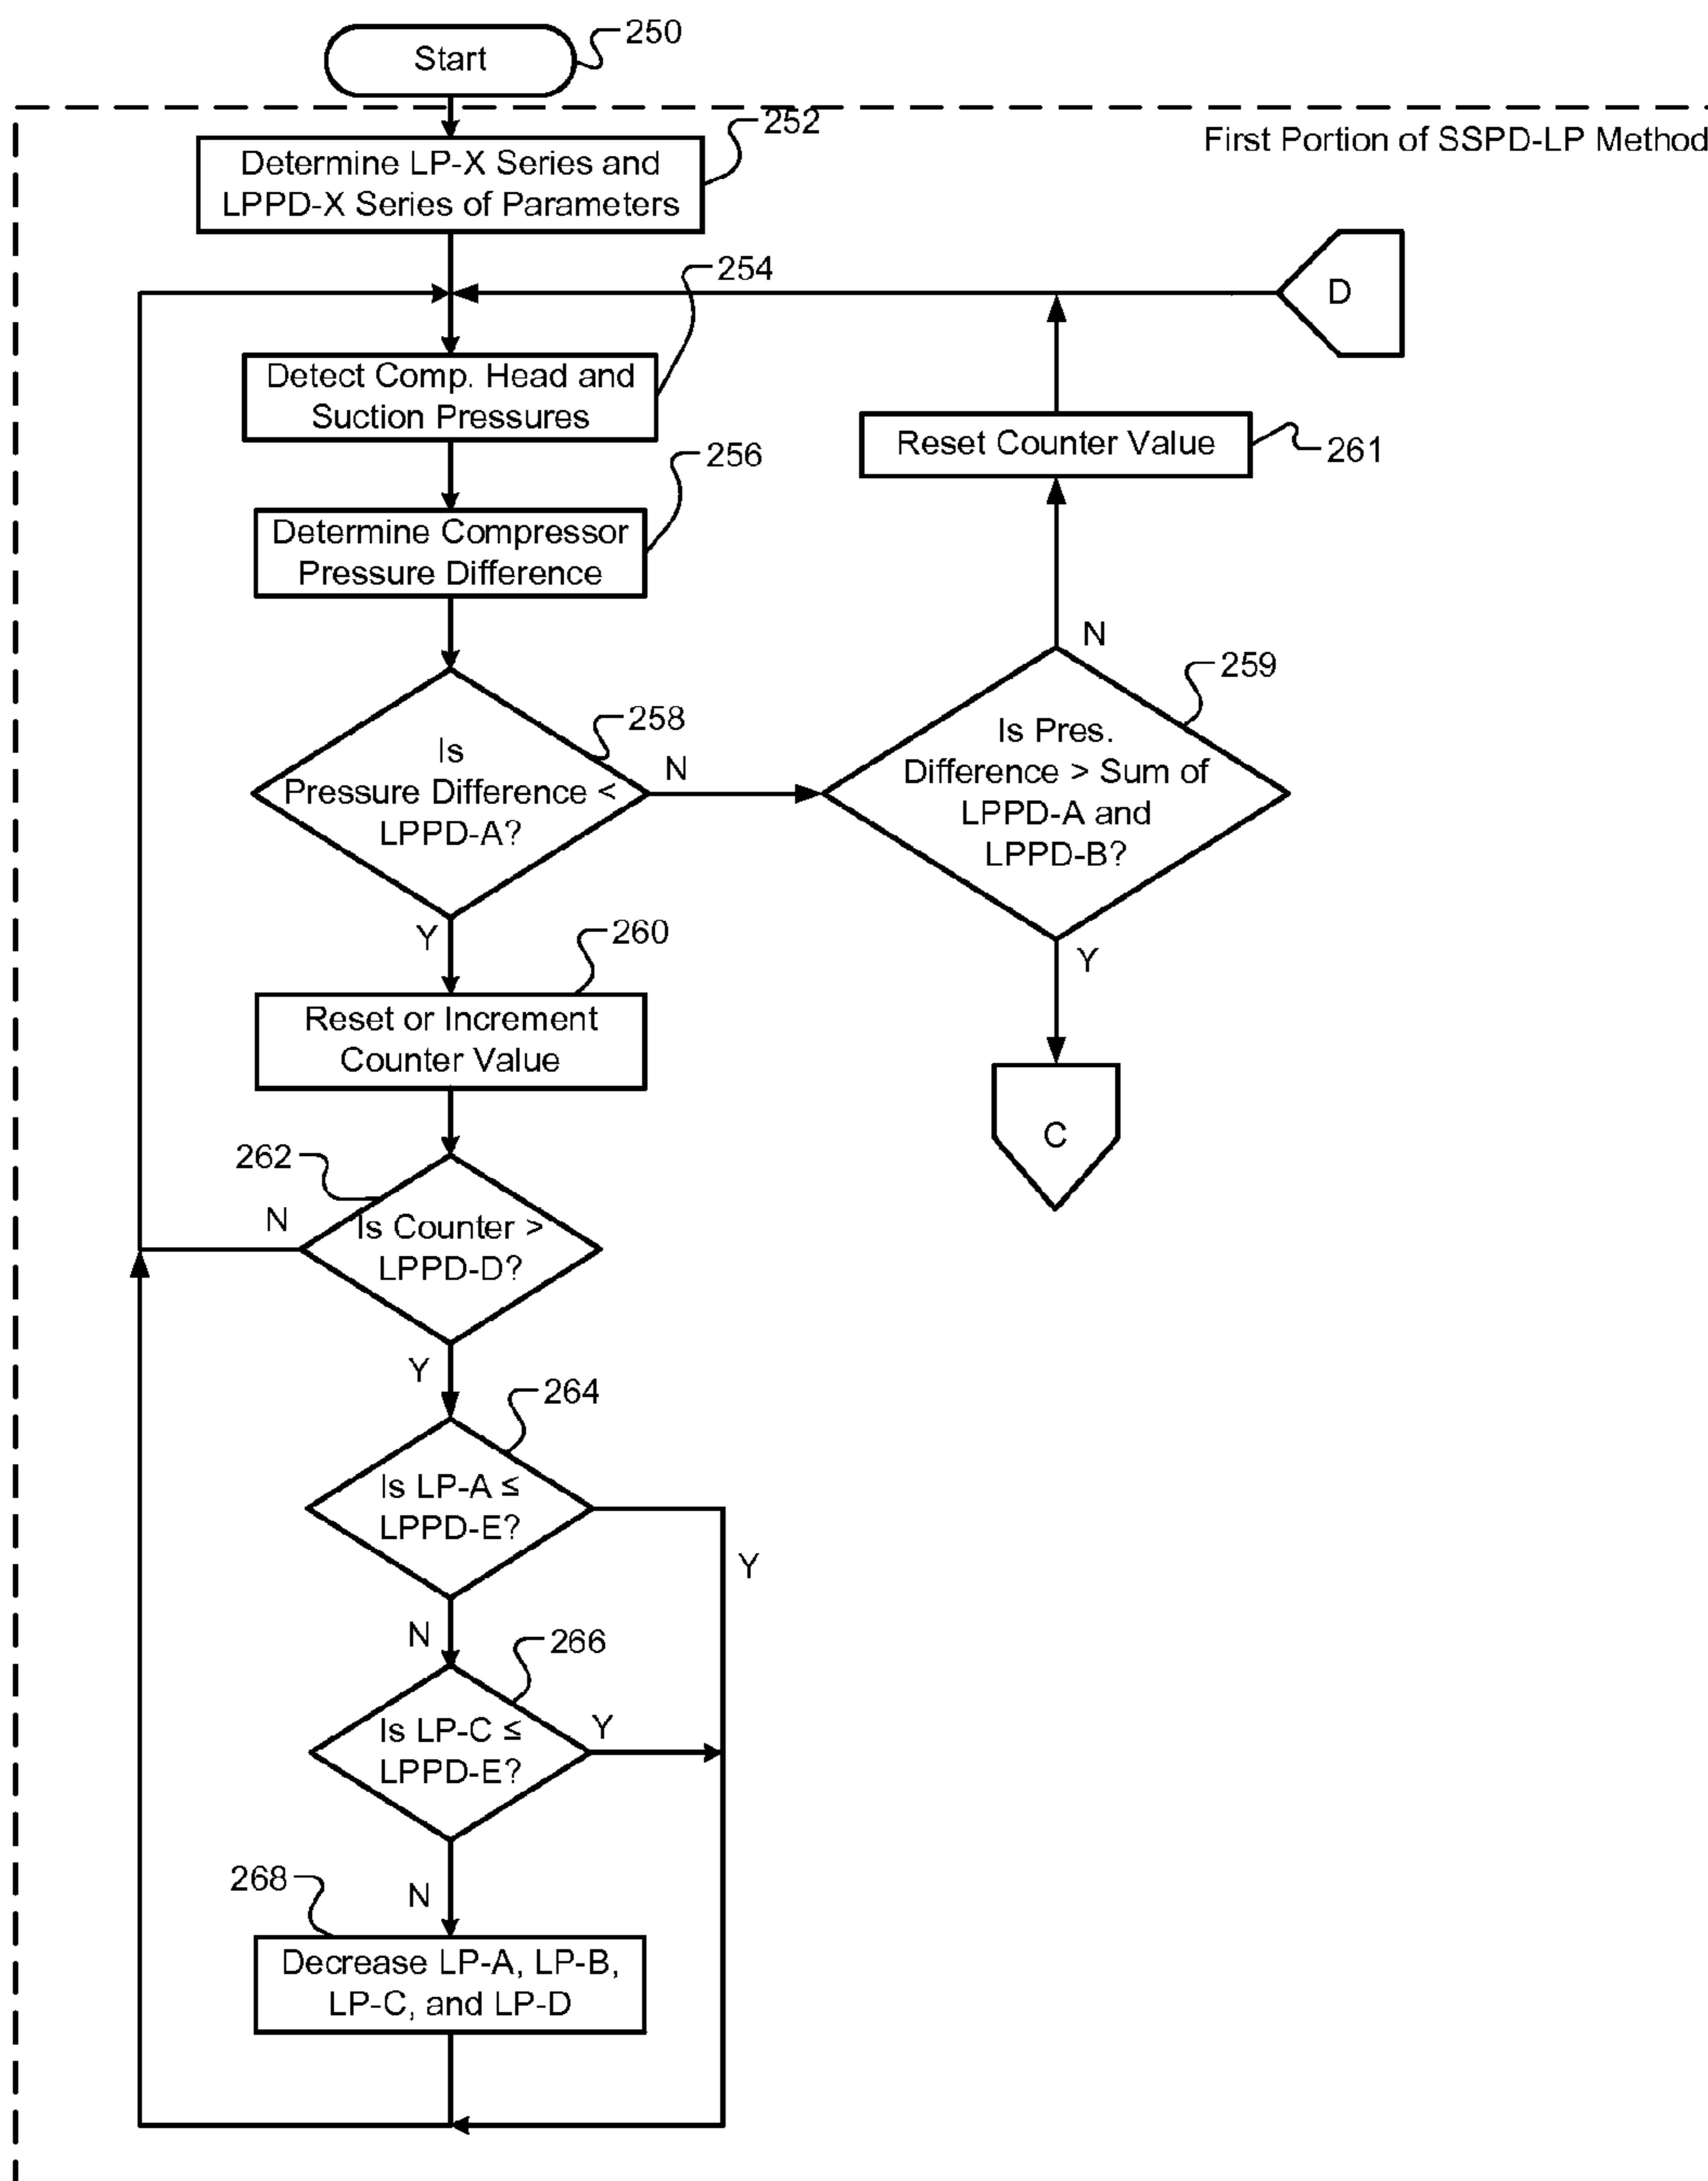 Start
250
252
First Portion of SSPD-LP Method
Determine LP-X Series and
LPPD-X Series of Parameters
254
D
Detect Comp. Head and
Suction Pressures
Reset Counter Value
261
256
Determine Compressor
Pressure Difference
N
259
258
Is
Pressure Difference <
LPPD-A?
N
Is Pres.
Difference > Sum of
LPPD-A and
LPPD-B?
Y
260
Y
Reset or Increment
Counter Value
C
262
N
Is Counter >
LPPD-D?
Y
264
Is LP-A ≤
LPPD-E?
Y
N
266
Is LP-C ≤
LPPD-E?
Y
268
N
Decrease LP-A, LP-B,
LP-C, and LP-D